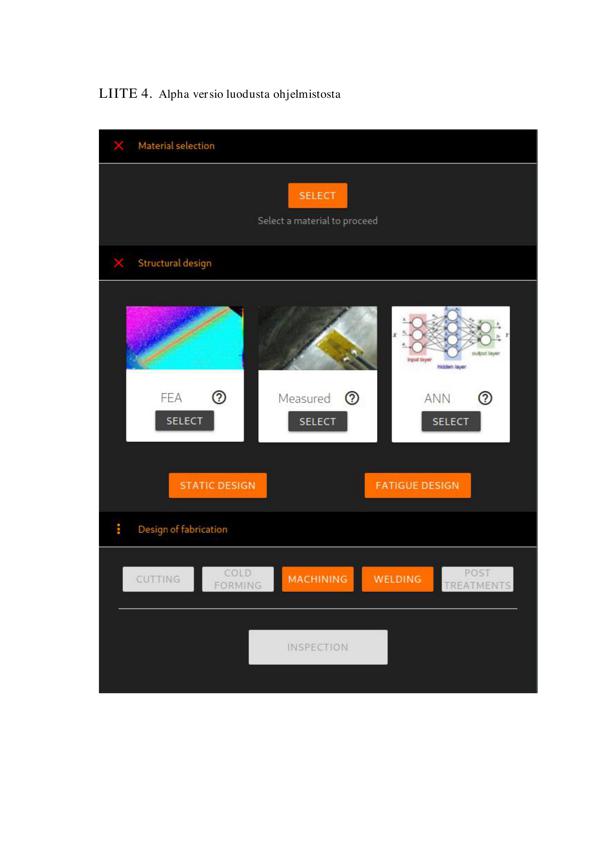 LIITE 4. Alpha versio luodusta ohjelmistosta
Material selection
SELECT
Select a material to proceed
Structural design
input layer
hidden layer
output layer
FEA
Measured
ANN
SELECT
SELECT
SELECT
STATIC DESIGN
FATIGUE DESIGN
Design of fabrication
CUTTING
COLD
FORMING
MACHINING
WELDING
POST
TREATMENTS
INSPECTION